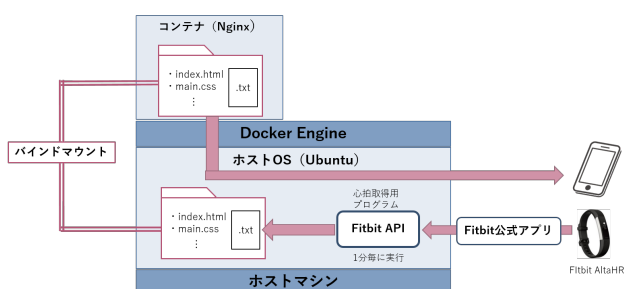 コンテナ（Nginx）
・index.html
・main.css
⋮
.txt
Docker Engine
バインドマウント
ホストOS（Ubuntu）
心拍取得用
プログラム
・index.html
・main.css
⋮
.txt
Fitbit API
Fitbit公式アプリ
1分毎に実行
FItbit AltaHR
ホストマシン